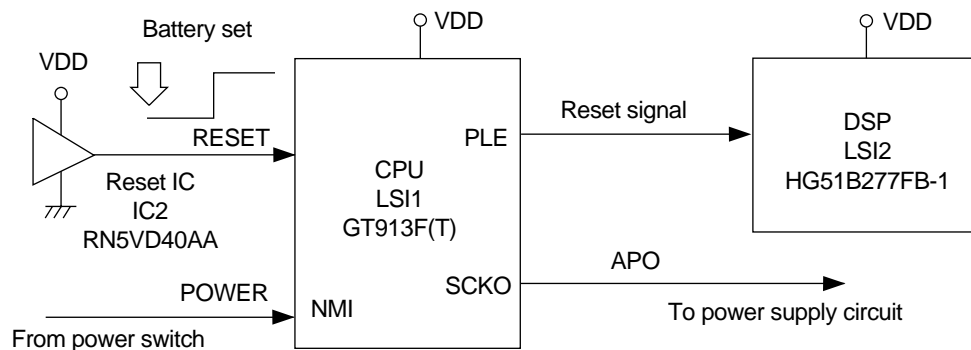 Battery set
VDD
VDD
VDD
RESET
Reset IC
IC2
RN5VD40AA
POWER
From power switch
CPU
LSI1
GT913F(T)
PLE
NMI
SCKO
Reset signal
APO
To power supply circuit
DSP
LSI2
HG51B277FB-1